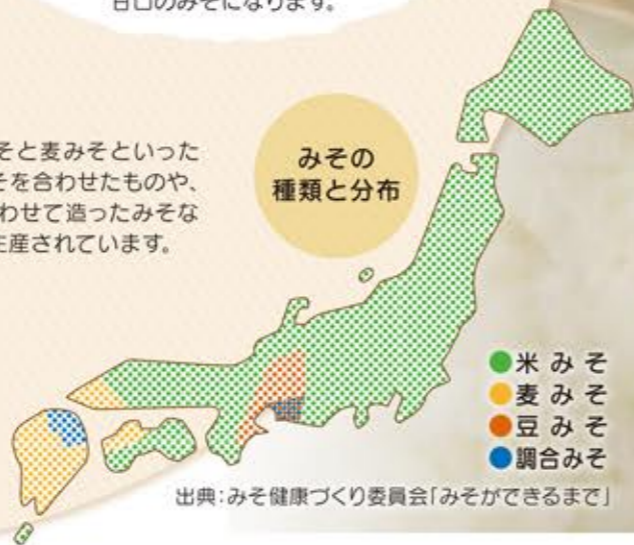 甘口のみそになります。
そと麦みそといった
そを合わせたものや、
わせて造ったみそな
生産されています。
みその
種類と分布
米みそ
麦みそ
豆みそ
調合みそ
出典:みそ健康づくり委員会「みそができるまで」